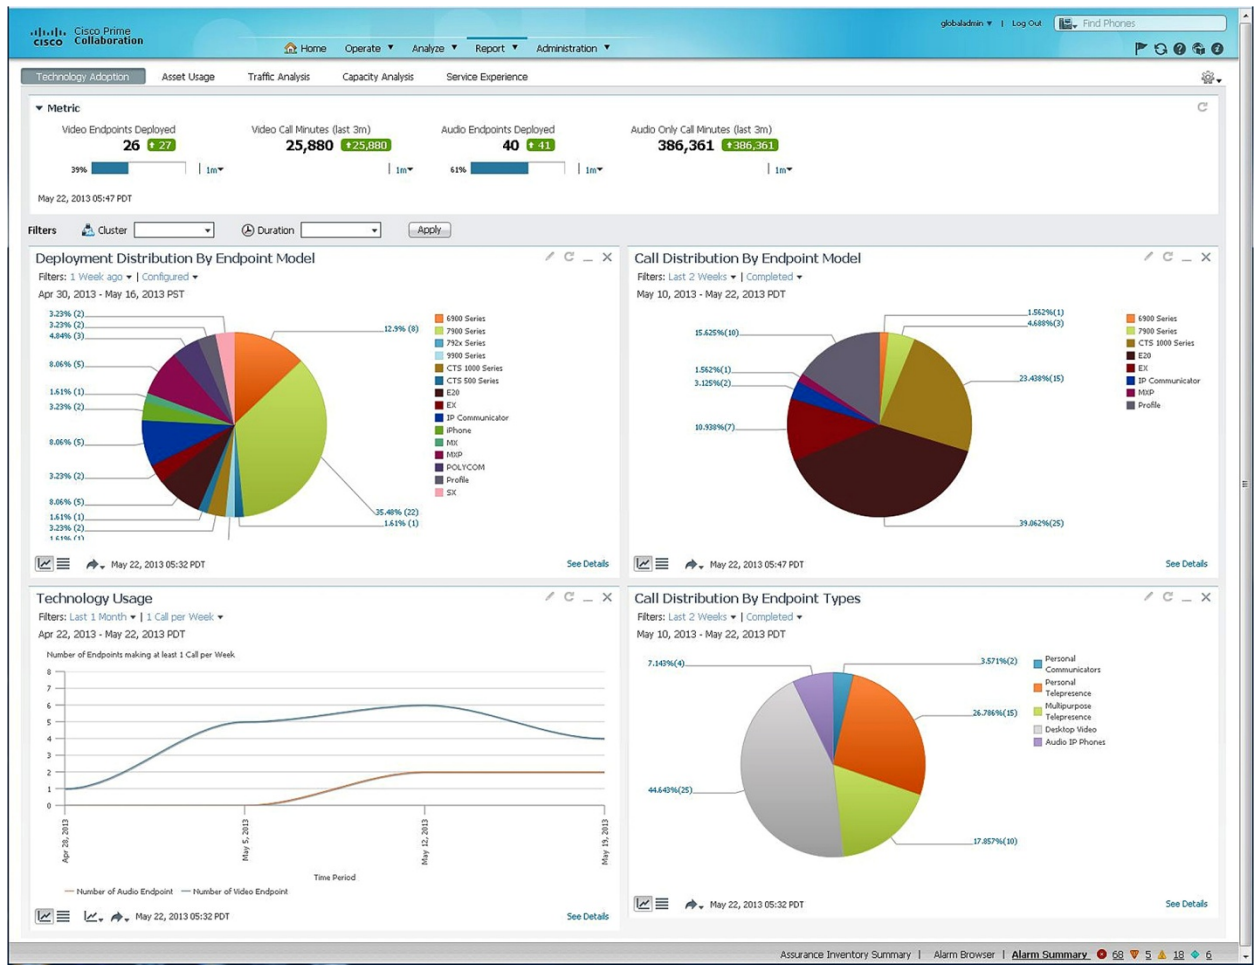 globaladmin ▼ | Log Out Find Phones
Cisco Prime
CISCO Collaboration
Home Operate ▼ Analyze ▼ Report ▼ Administration ▼
Technology Adoption Asset Usage Traffic Analysis Capacity Analysis Service Experience
▼ Metric
Video Endpoints Deployed Video Call Minutes (last 3m) Audio Endpoints Deployed Audio Only Call Minutes (last 3m)
26 27 25,880 25,880 40 41 386,361 386,361
39% 1m 1m 61% 1m 1m
May 22, 2013 05:47 PDT
Filters Cluster Duration Apply
Deployment Distribution By Endpoint Model
Filters: 1 Week ago ▼ | Configured ▼
Apr 30, 2013 - May 16, 2013 PST
3.23% (2)
3.23% (2)
4.84% (3)
8.06% (5)
1.61% (1)
3.23% (2)
8.06% (5)
3.23% (2)
8.06% (5)
1.61% (1)
3.23% (2)
1.61% (1)
12.9% (8)
35.48% (22)
1.61% (1)
6900 Series
7900 Series
792x Series
9900 Series
CTS 1000 Series
CTS 500 Series
E20
EX
IP Communicator
iPhone
MX
MXP
POLYCOM
Profile
SX
May 22, 2013 05:32 PDT See Details
Call Distribution By Endpoint Model
Filters: Last 2 Weeks ▼ | Completed ▼
May 10, 2013 - May 22, 2013 PDT
15.625%(10)
1.562%(1)
3.125%(2)
10.938%(7)
1.562%(1)
4.688%(3)
23.438%(15)
39.062%(25)
6900 Series
7900 Series
CTS 1000 Series
E20
EX
IP Communicator
MXP
Profile
May 22, 2013 05:47 PDT See Details
Technology Usage
Filters: Last 1 Month ▼ | 1 Call per Week ▼
Apr 22, 2013 - May 22, 2013 PDT
Number of Endpoints making at least 1 Call per Week
8
7
6
5
4
3
2
1
0
Apr 28, 2013 May 5, 2013 May 12, 2013 May 19, 2013
Time Period
Number of Audio Endpoint Number of Video Endpoint
May 22, 2013 05:32 PDT See Details
Call Distribution By Endpoint Types
Filters: Last 2 Weeks ▼ | Completed ▼
May 10, 2013 - May 22, 2013 PDT
7.143%(4)
44.643%(25)
3.571%(2)
26.786%(15)
17.857%(10)
Personal
Communicators
Personal
Telepresence
Multipurpose
Telepresence
Desktop Video
Audio IP Phones
May 22, 2013 05:32 PDT See Details
Assurance Inventory Summary | Alarm Browser | Alarm Summary 68 5 18 6